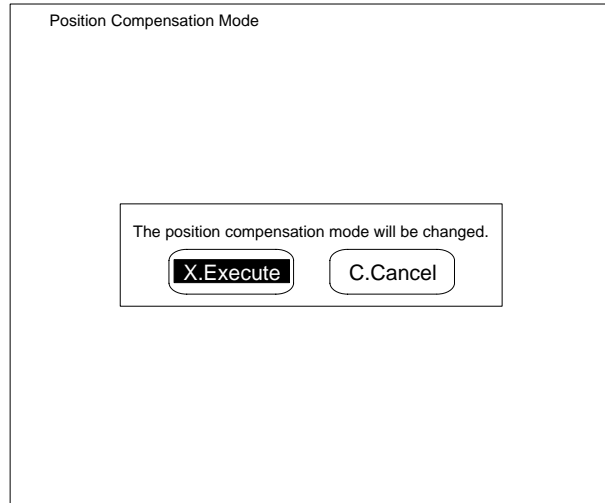 Position Compensation Mode
The position compensation mode will be changed.
X.Execute C.Cancel